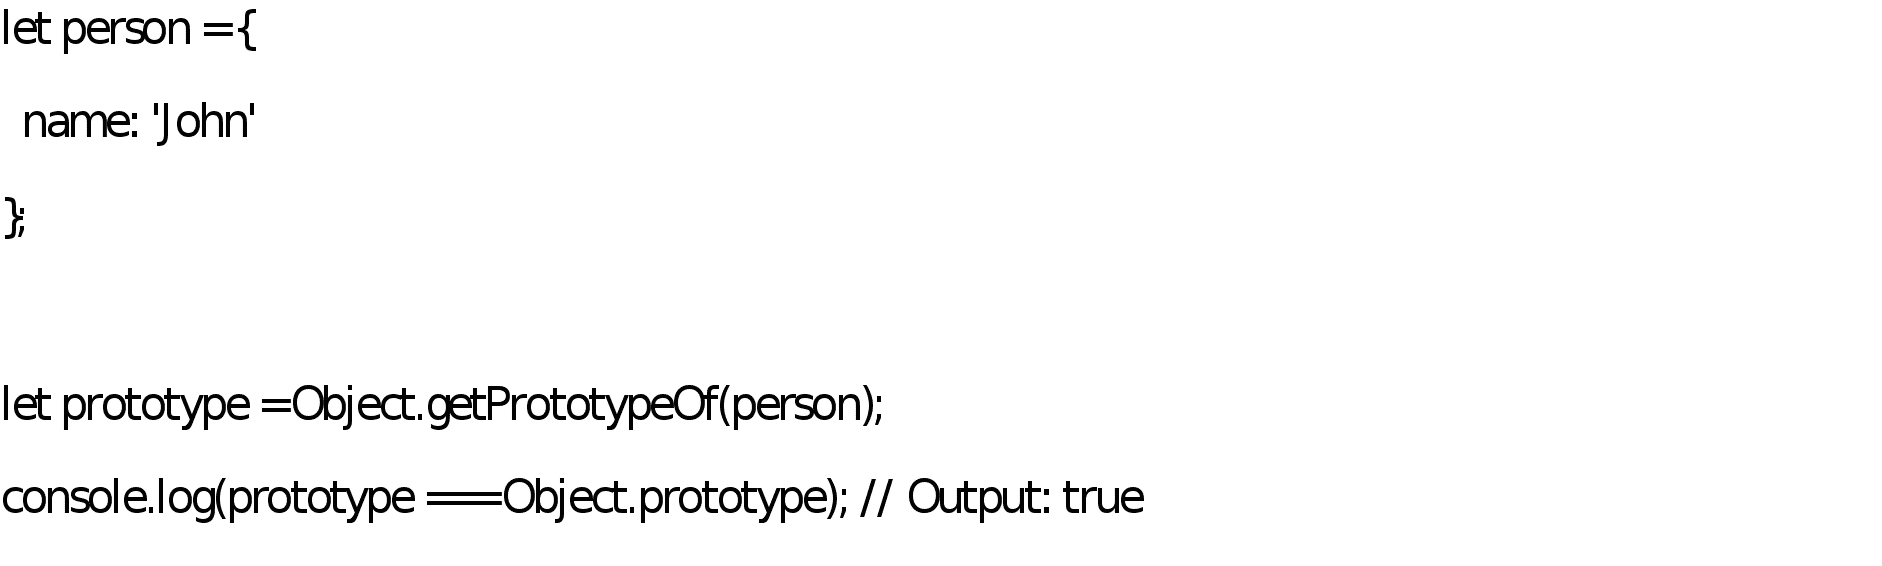 let person = {
  name: 'John'
};

let prototype = Object.getPrototypeOf(person);
console.log(prototype === Object.prototype); // Output: true